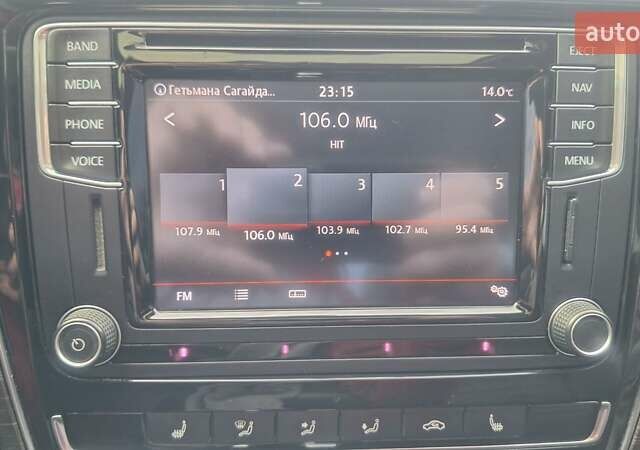 auto
BAND
MEDIA
PHONE
VOICE
EJECT
NAV
INFO
MENU
Гетьмана Сагайда... 23:15 14.0°C
< 106.0 МГц >
HIT
1 2 3 4 5
107.9 МГц 106.0 МГц 103.9 МГц 102.7 МГц 95.4 МГц
FM